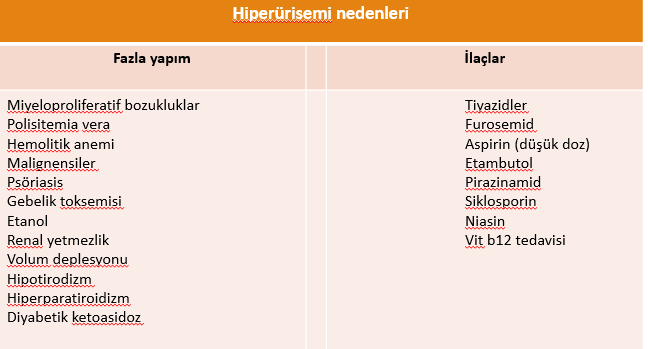 Hiperürisemi nedenleri
Fazla yapım
İlaçlar
Miyeloproliferatif bozukluklar
Polisitemia vera
Hemolitik anemi
Malignensiler
Psöriasis
Gebelik toksemisi
Etanol
Renal yetmezlik
Volum deplesyonu
Hipotirodizm
Hiperparatiroidizm
Diyabetik ketoasidoz
Tiyazidler
Furosemid
Aspirin (düşük doz)
Etambutol
Pirazinamid
Siklosporin
Niasin
Vit b12 tedavisi